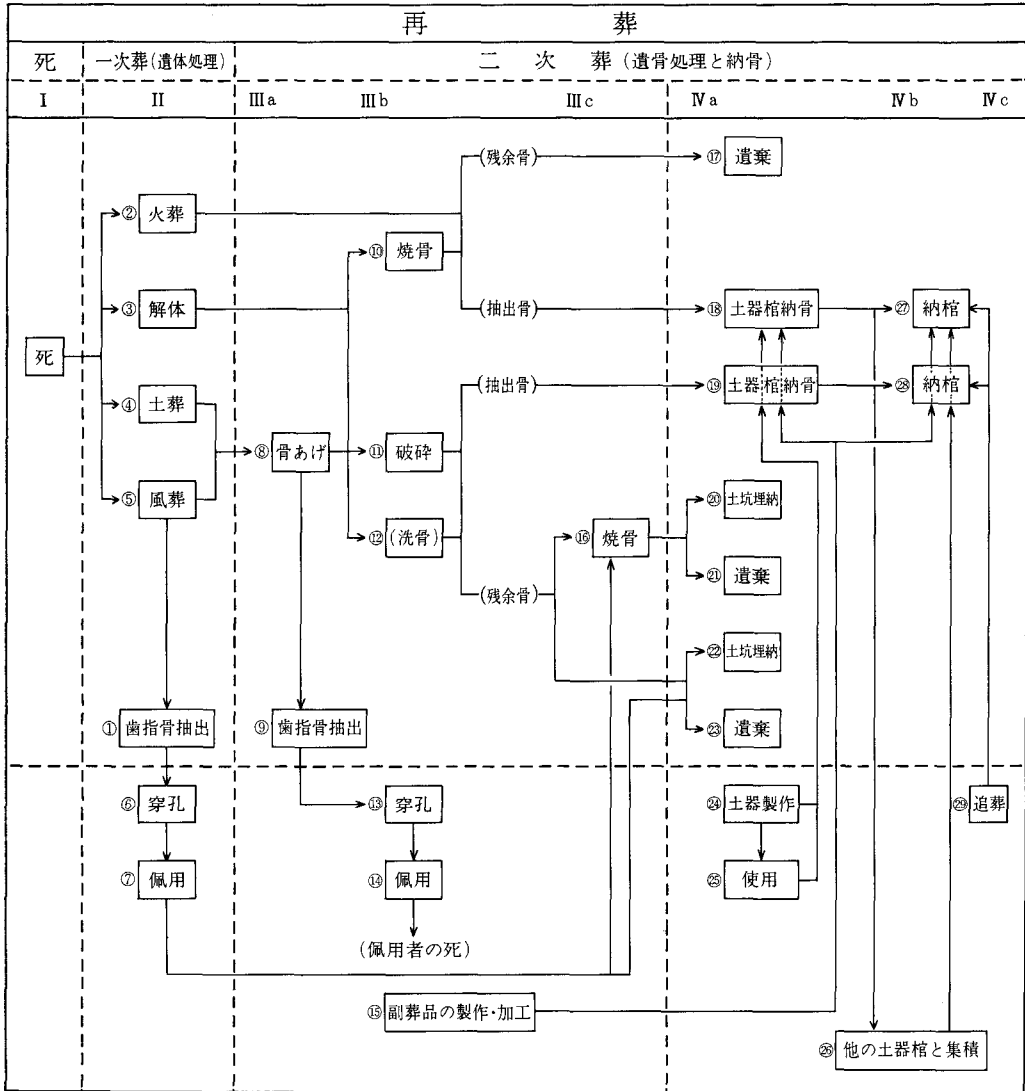 再 葬
死 一次葬(遺体処理) 二次葬(遺骨処理と納骨)
Ⅰ Ⅱ Ⅲa Ⅲb Ⅲc Ⅳa Ⅳb Ⅳc
(残余骨) ⑰ 遺棄
② 火葬
⑩ 焼骨
③ 解体 (抽出骨) ⑱ 土器棺納骨 ㉗ 納棺
死
④ 土葬 (抽出骨) ⑲ 土器棺納骨 ㉘ 納棺
⑧ 骨あげ ⑪ 破砕
⑤ 風葬 ⑳ 土坑埋納
⑫ (洗骨) ⑯ 焼骨
㉑ 遺棄
(残余骨)
㉒ 土坑埋納
① 歯指骨抽出 ⑨ 歯指骨抽出 ㉓ 遺棄
⑥ 穿孔 ⑬ 穿孔 ㉔ 土器製作 ㉙ 追葬
⑦ 佩用 ⑭ 佩用 ㉕ 使用
(佩用者の死)
⑮ 副葬品の製作・加工
㉖ 他の土器棺と集積